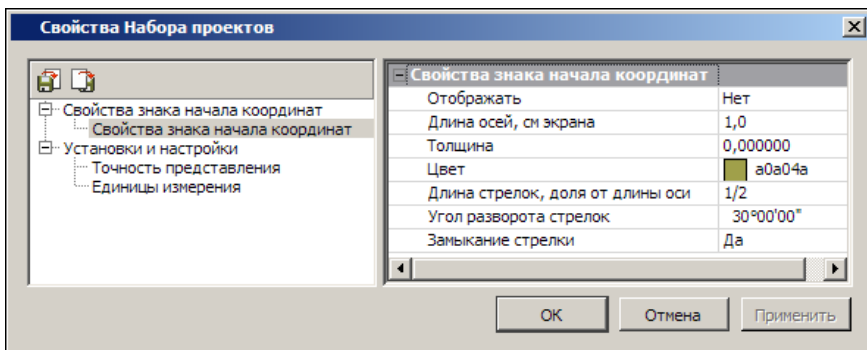 Свойства Набора проектов
Свойства знака начала координат
Свойства знака начала координат
Установки и настройки
Точность представления
Единицы измерения
Свойства знака начала координат
Отображать Нет
Длина осей, см экрана 1,0
Толщина 0,000000
Цвет a0a04a
Длина стрелок, доля от длины оси 1/2
Угол разворота стрелок 30°00'00"
Замыкание стрелки Да
ОК Отмена Применить